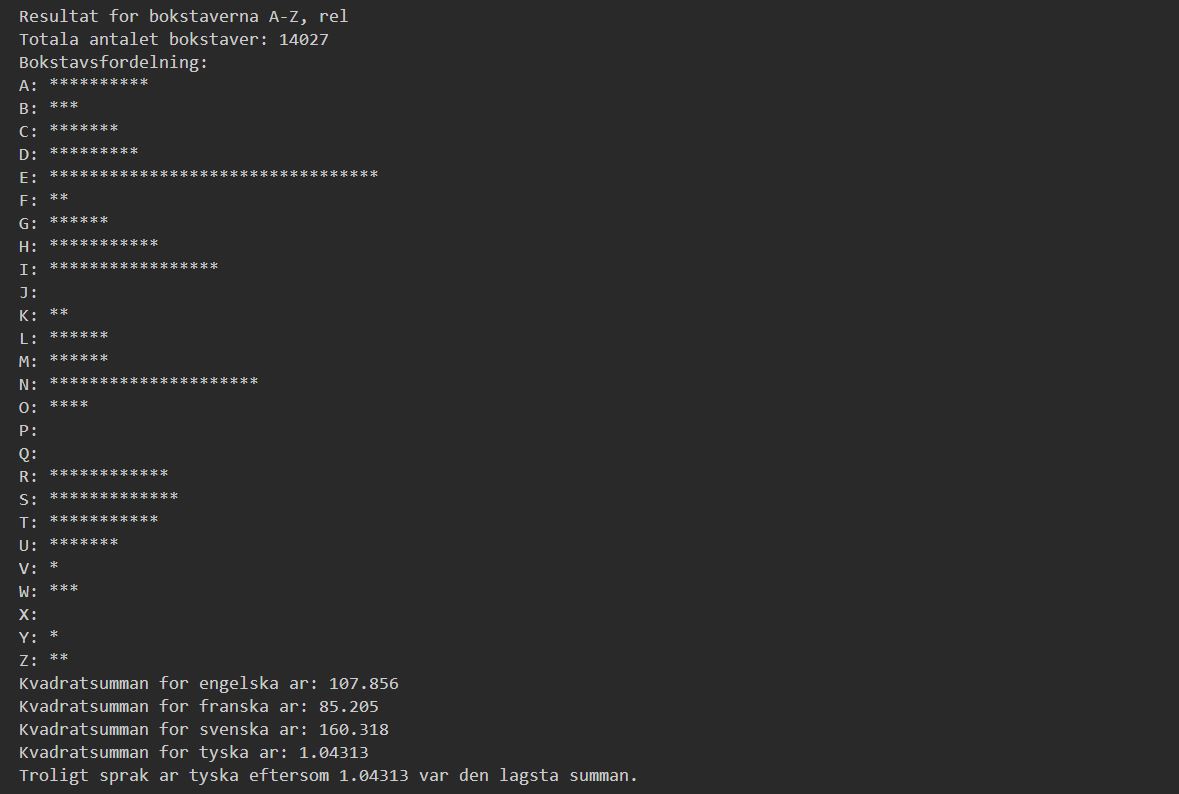 Resultat for bokstaverna A-Z, rel
Totala antalet bokstaver: 14027
Bokstavsfordelning:
A: **********
B: ***
C: *******
D: *********
E: *********************************
F: **
G: ******
H: ***********
I: *****************
J:
K: **
L: ******
M: ******
N: *********************
O: ****
P:
Q:
R: ************
S: *************
T: ***********
U: *******
V: *
W: ***
X:
Y: *
Z: **
Kvadratsumman for engelska ar: 107.856
Kvadratsumman for franska ar: 85.205
Kvadratsumman for svenska ar: 160.318
Kvadratsumman for tyska ar: 1.04313
Troligt sprak ar tyska eftersom 1.04313 var den lagsta summan.